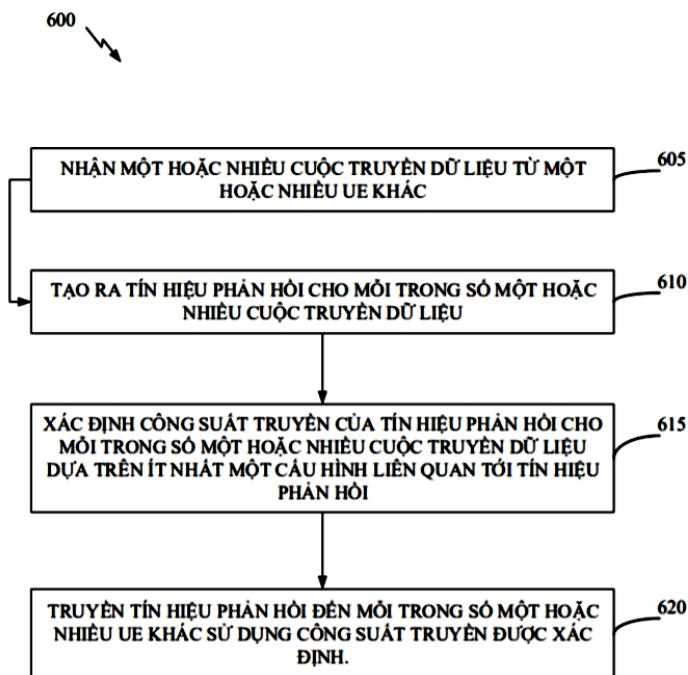 600
NHẬN MỘT HOẶC NHIỀU CUỘC TRUYỀN DỮ LIỆU TỪ MỘT
HOẶC NHIỀU UE KHÁC
605
TẠO RA TÍN HIỆU PHẢN HỒI CHO MỖI TRONG SỐ MỘT HOẶC
NHIỀU CUỘC TRUYỀN DỮ LIỆU
610
XÁC ĐỊNH CÔNG SUẤT TRUYỀN CỦA TÍN HIỆU PHẢN HỒI CHO
MỖI TRONG SỐ MỘT HOẶC NHIỀU CUỘC TRUYỀN DỮ LIỆU
DỰA TRÊN ÍT NHẤT MỘT CẤU HÌNH LIÊN QUAN TỚI TÍN HIỆU
PHẢN HỒI
615
TRUYỀN TÍN HIỆU PHẢN HỒI ĐẾN MỖI TRONG SỐ MỘT HOẶC
NHIỀU UE KHÁC SỬ DỤNG CÔNG SUẤT TRUYỀN ĐƯỢC XÁC
ĐỊNH.
620